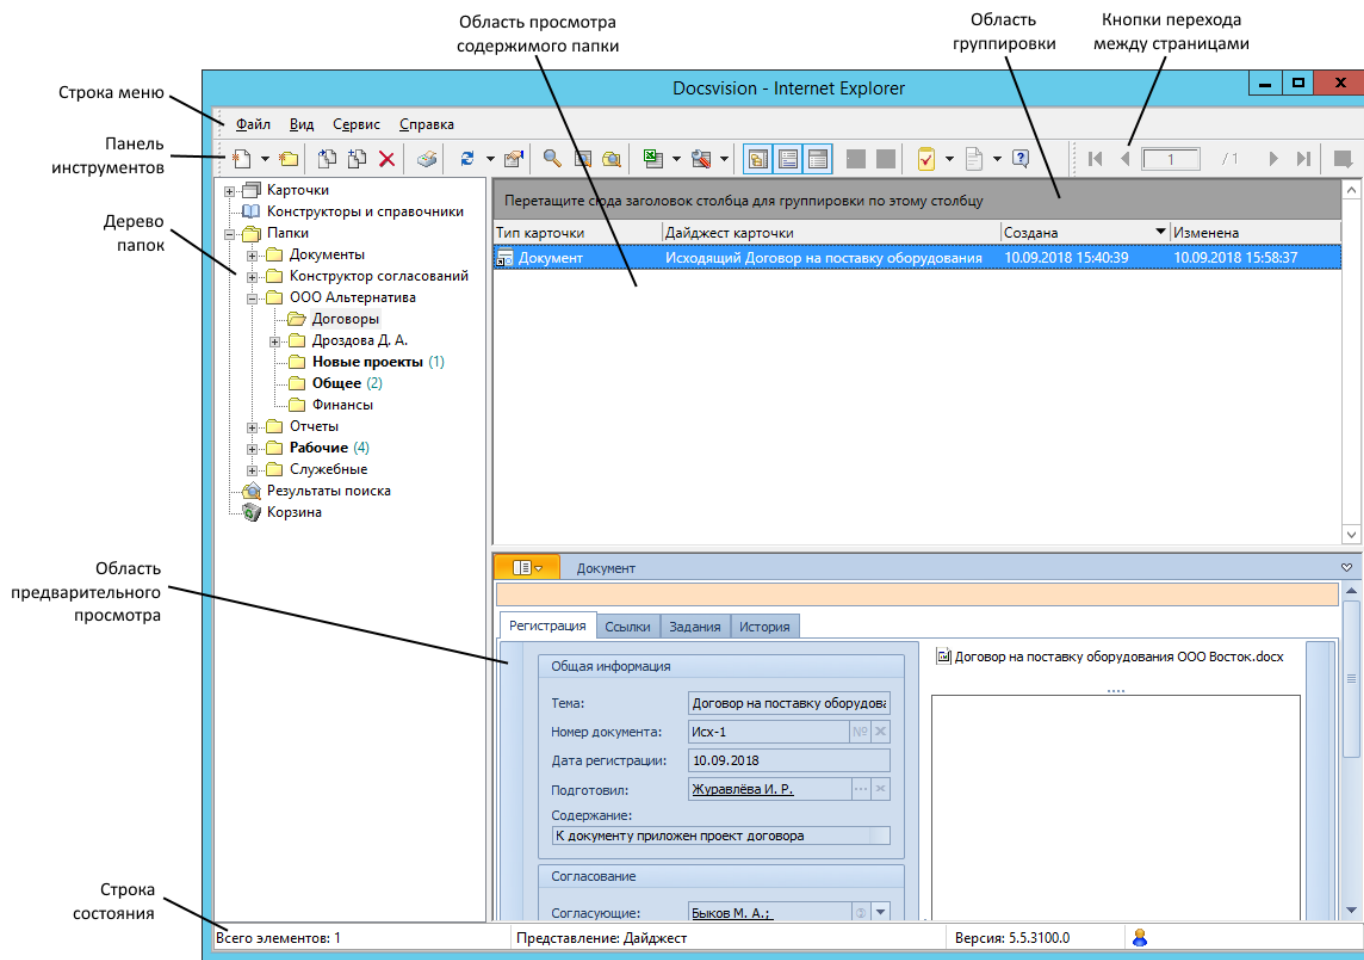 Область просмотра
содержимого папки
Область
группировки
Кнопки перехода
между страницами
Docsvision - Internet Explorer
Строка меню
Файл Вид Сервис Справка
Панель
инструментов
1 / 1
Дерево
папок
Карточки
Конструкторы и справочники
Папки
Документы
Конструктор согласований
ООО Альтернатива
Договоры
Дроздова Д. А.
Новые проекты (1)
Общее (2)
Финансы
Отчеты
Рабочие (4)
Служебные
Результаты поиска
Корзина
Перетащите сюда заголовок столбца для группировки по этому столбцу
Тип карточки Дайджест карточки Создана Изменена
Документ Исходящий Договор на поставку оборудования 10.09.2018 15:40:39 10.09.2018 15:58:37
Область
предварительного
просмотра
Документ
Регистрация Ссылки Задания История
Общая информация
Тема: Договор на поставку оборудова
Номер документа: Исх-1 №
Дата регистрации: 10.09.2018
Подготовил: Журавлёва И. Р.
Содержание:
К документу приложен проект договора
Согласование
Согласующие: Быков М. А.;
Договор на поставку оборудования ООО Восток.docx
Строка
состояния
Всего элементов: 1 Представление: Дайджест Версия: 5.5.3100.0